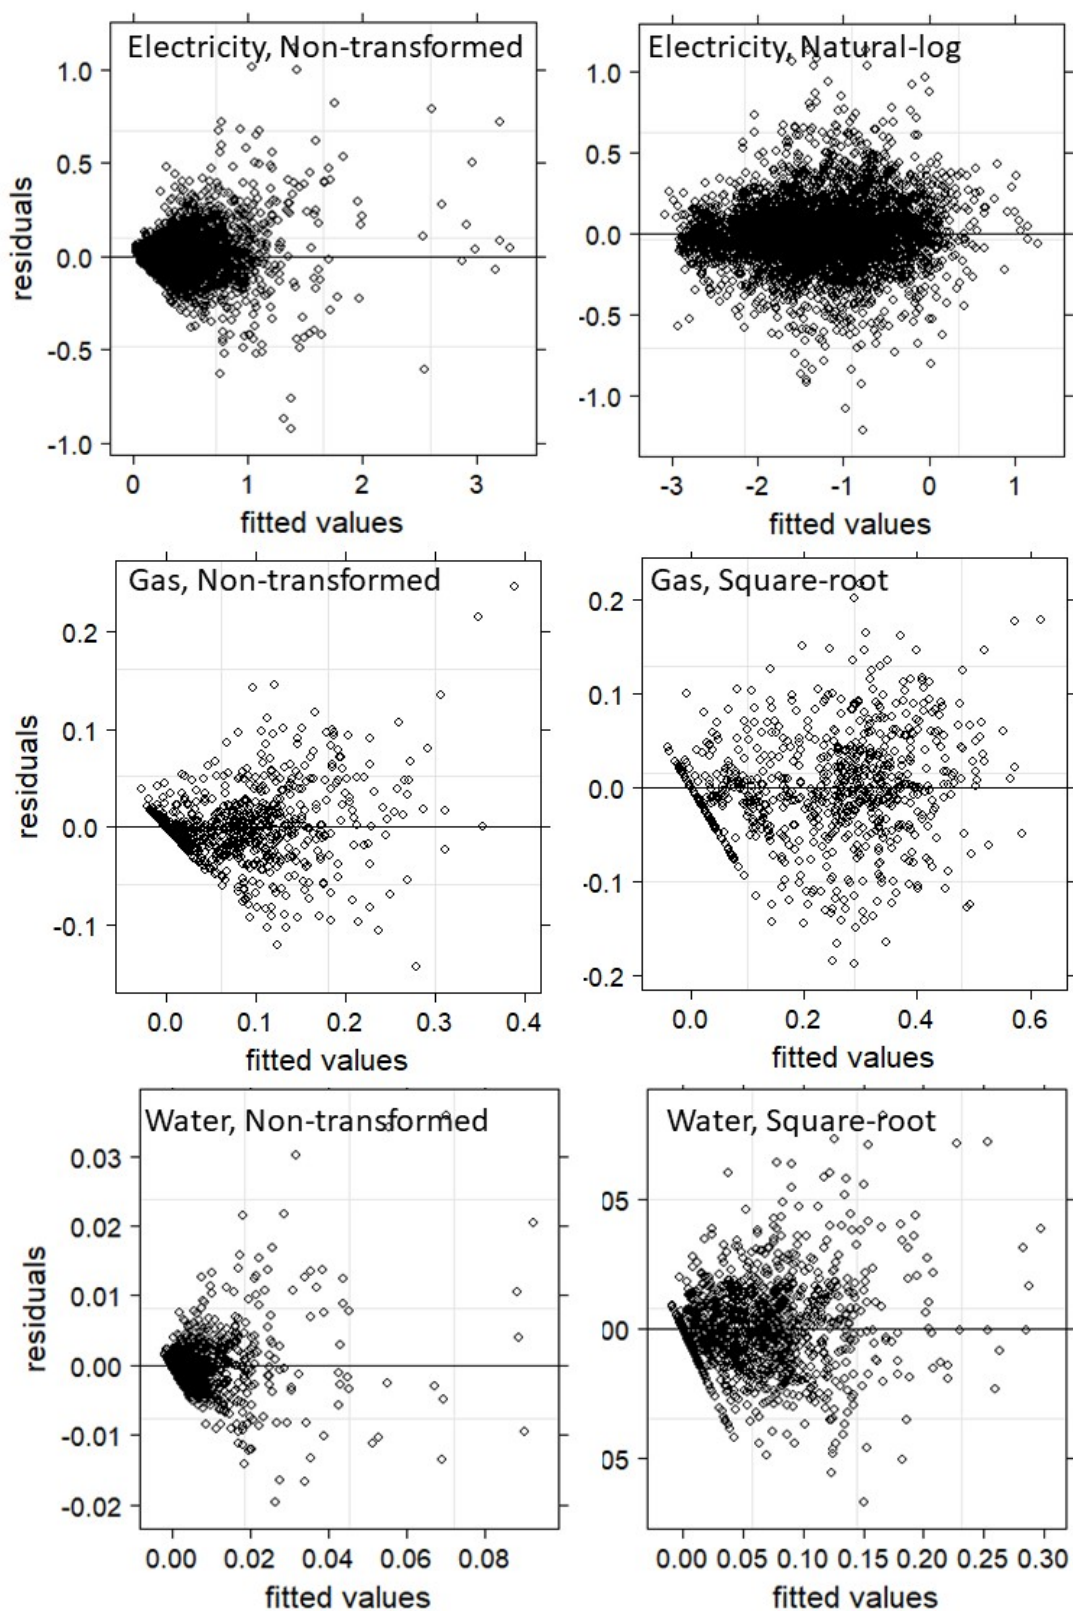 Electricity, Non-transformed
1.0
0.5
0.0
-0.5
-1.0
residuals
0 1 2 3
fitted values
Electricity, Natural-log
1.0
0.5
0.0
-0.5
-1.0
-3 -2 -1 0 1
fitted values
Gas, Non-transformed
0.2
0.1
0.0
-0.1
residuals
0.0 0.1 0.2 0.3 0.4
fitted values
Gas, Square-root
0.2
0.1
0.0
-0.1
-0.2
0.0 0.2 0.4 0.6
fitted values
Water, Non-transformed
0.03
0.02
0.01
0.00
-0.01
-0.02
residuals
0.00 0.02 0.04 0.06 0.08
fitted values
Water, Square-root
05
00
05
0.00 0.05 0.10 0.15 0.20 0.25 0.30
fitted values